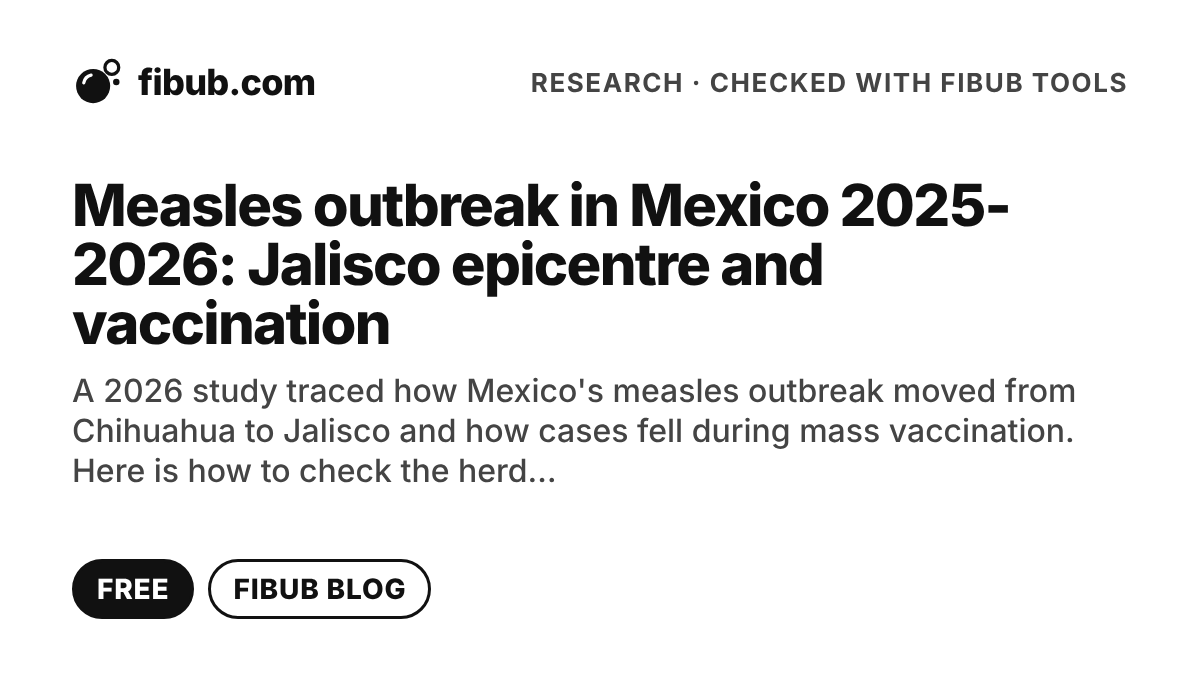 fibub.com
RESEARCH · CHECKED WITH FIBUB TOOLS
Measles outbreak in Mexico 2025-
2026: Jalisco epicentre and
vaccination
A 2026 study traced how Mexico's measles outbreak moved from
Chihuahua to Jalisco and how cases fell during mass vaccination.
Here is how to check the herd...
FREE
FIBUB BLOG